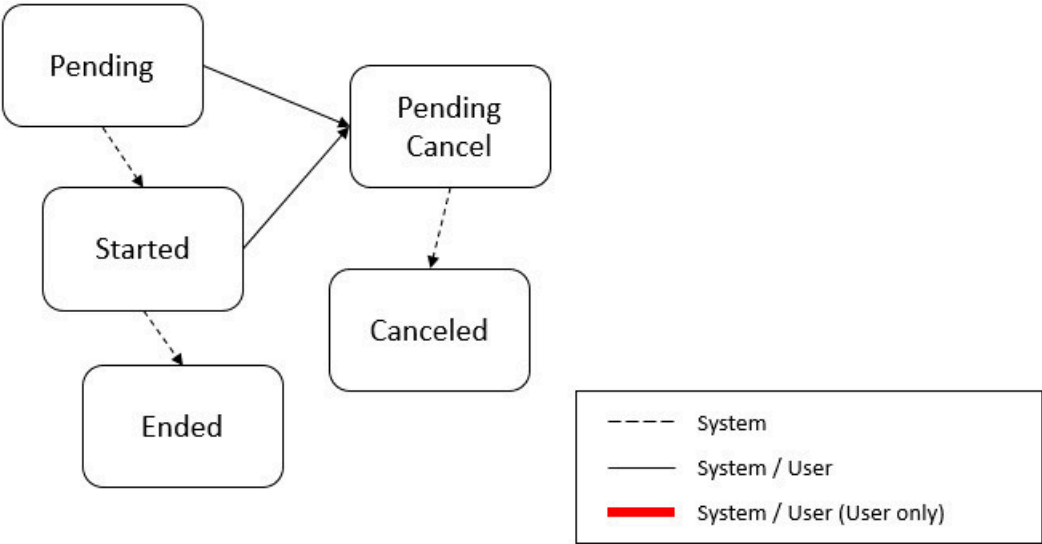 Pending
Pending
Cancel
Started
Canceled
Ended
System
System / User
System / User (User only)